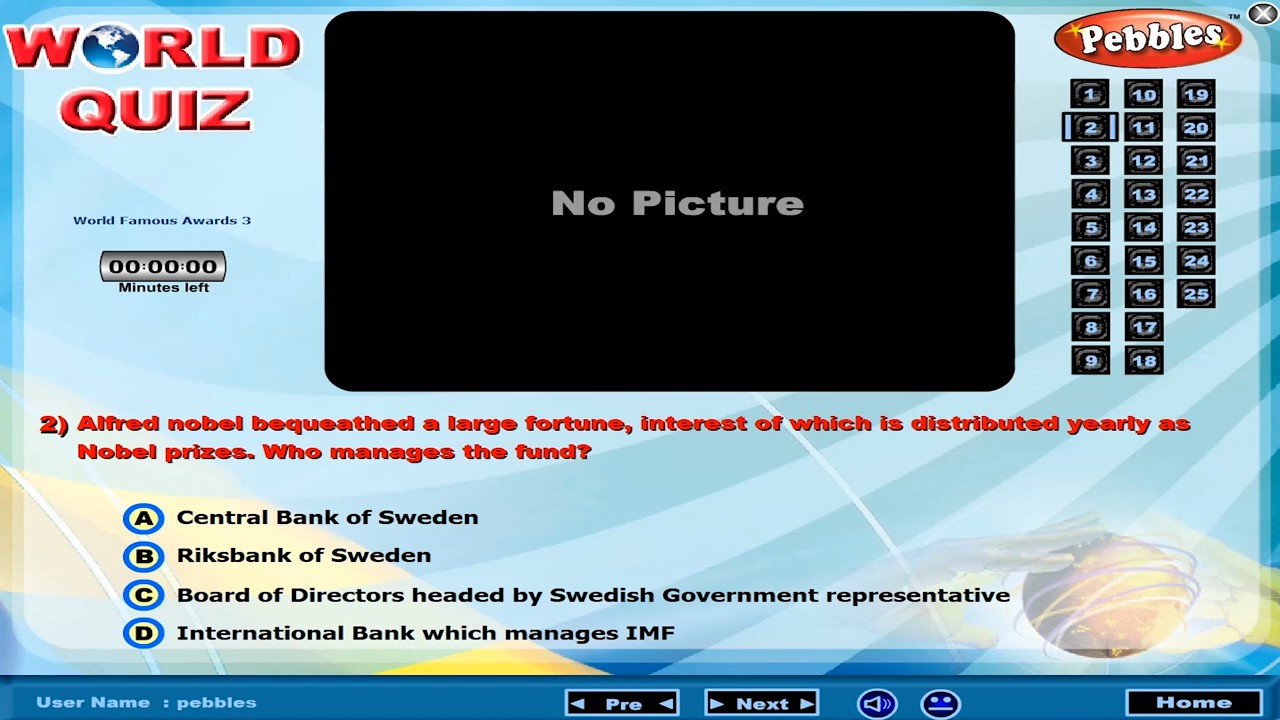 WORLD
QUIZ
World Famous Awards 3
00:00:00
Minutes left
No Picture
Pebbles™
1 10 19
2 11 20
3 12 21
4 13 22
5 14 23
6 15 24
7 16 25
8 17
9 18
2) Alfred nobel bequeathed a large fortune, interest of which is distributed yearly as
Nobel prizes. Who manages the fund?
A Central Bank of Sweden
B Riksbank of Sweden
C Board of Directors headed by Swedish Government representative
D International Bank which manages IMF
User Name : pebbles
Pre
Next
Home